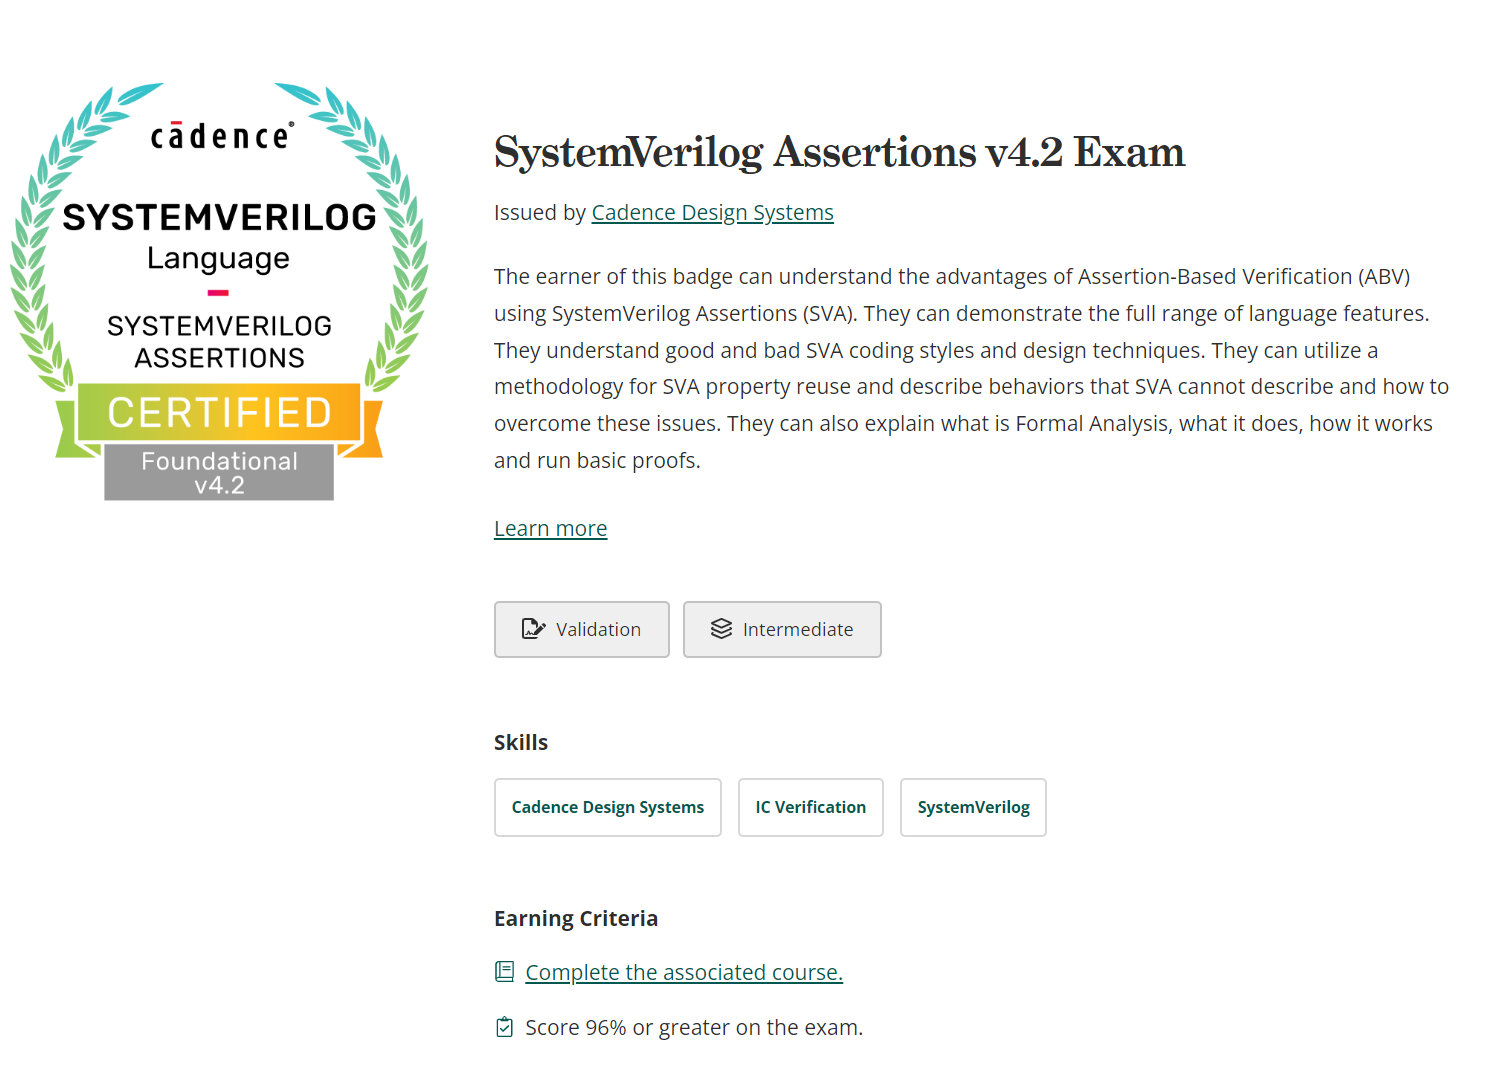 cādence®
SYSTEMVERILOG
Language
SYSTEMVERILOG
ASSERTIONS
CERTIFIED
Foundational
v4.2
SystemVerilog Assertions v4.2 Exam
Issued by Cadence Design Systems
The earner of this badge can understand the advantages of Assertion-Based Verification (ABV)
using SystemVerilog Assertions (SVA). They can demonstrate the full range of language features.
They understand good and bad SVA coding styles and design techniques. They can utilize a
methodology for SVA property reuse and describe behaviors that SVA cannot describe and how to
overcome these issues. They can also explain what is Formal Analysis, what it does, how it works
and run basic proofs.
Learn more
Validation
Intermediate
Skills
Cadence Design Systems
IC Verification
SystemVerilog
Earning Criteria
Complete the associated course.
Score 96% or greater on the exam.